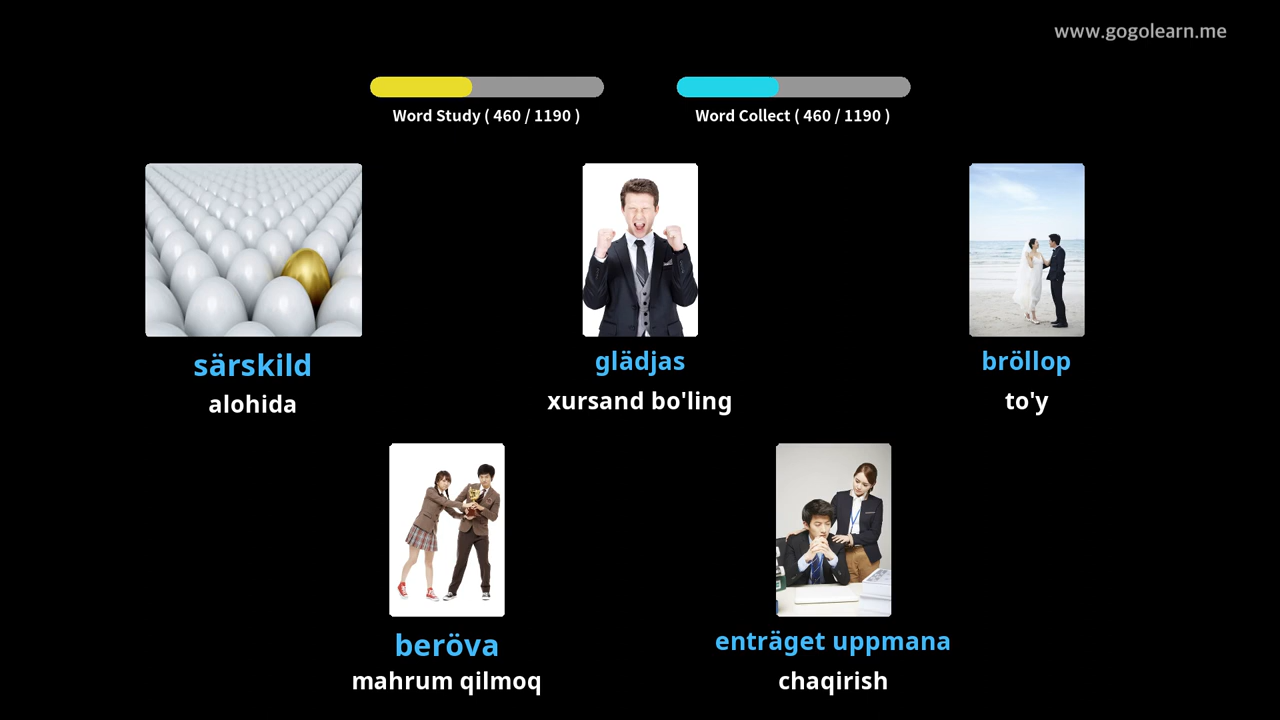 www.gogolearn.me
Word Study ( 460 / 1190 )
Word Collect ( 460 / 1190 )
särskild
alohida
glädjas
xursand bo'ling
bröllop
to'y
beröva
mahrum qilmoq
enträget uppmana
chaqirish